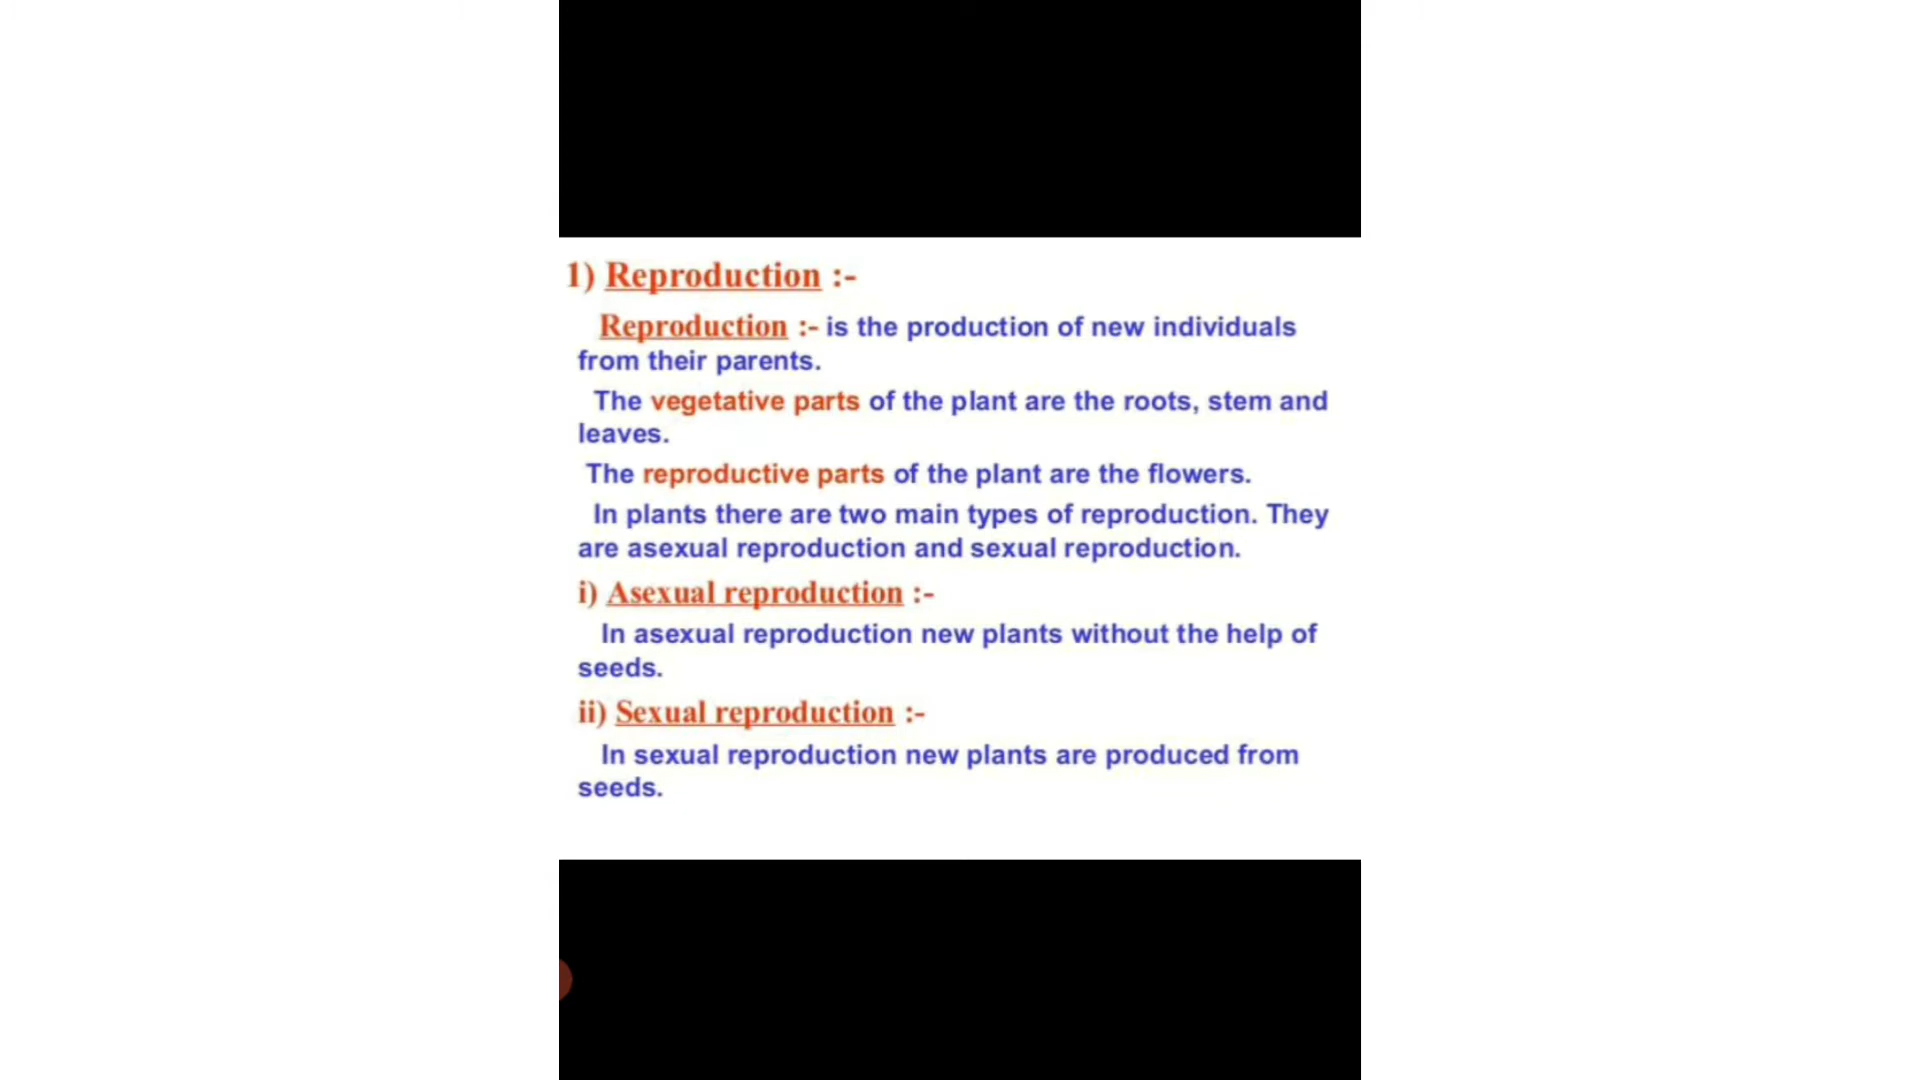 1) Reproduction :-
Reproduction :- is the production of new individuals
from their parents.
The vegetative parts of the plant are the roots, stem and
leaves.
The reproductive parts of the plant are the flowers.
In plants there are two main types of reproduction. They
are asexual reproduction and sexual reproduction.
i) Asexual reproduction :-
In asexual reproduction new plants without the help of
seeds.
ii) Sexual reproduction :-
In sexual reproduction new plants are produced from
seeds.